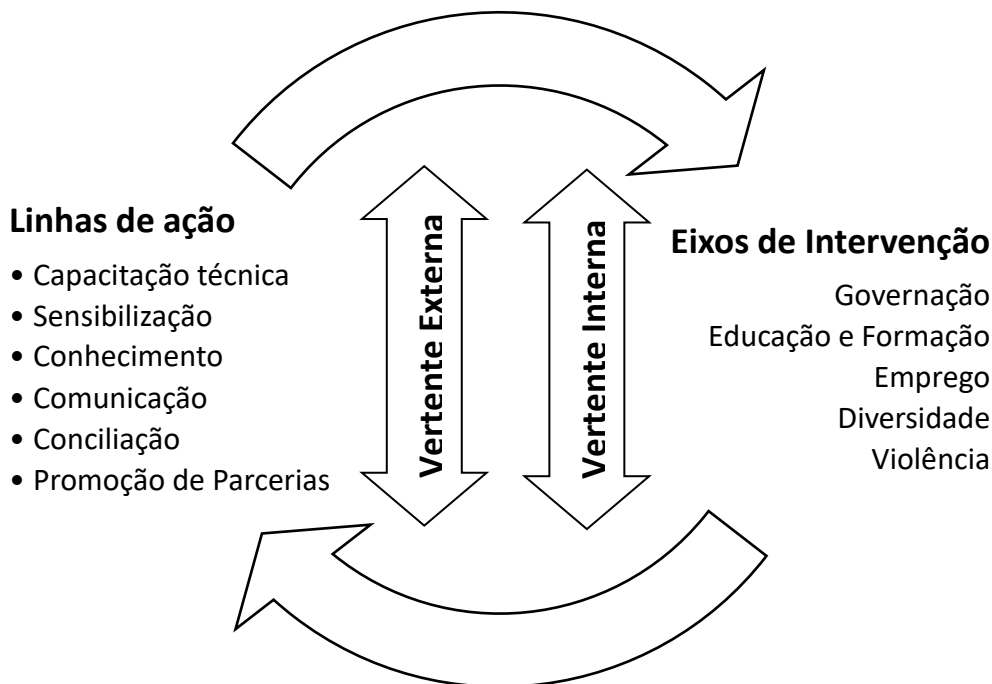 Linhas de ação
• Capacitação técnica
• Sensibilização
• Conhecimento
• Comunicação
• Conciliação
• Promoção de Parcerias
Vertente Externa
Vertente Interna
Eixos de Intervenção
Governação
Educação e Formação
Emprego
Diversidade
Violência